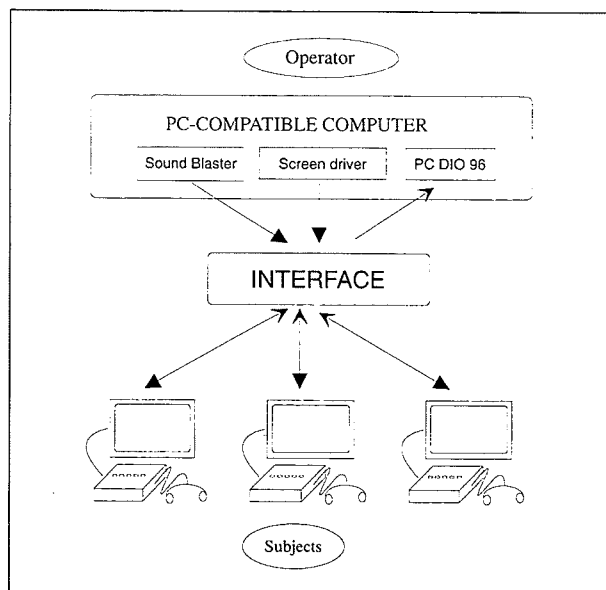 Operator
PC-COMPATIBLE COMPUTER
Sound Blaster Screen driver PC DIO 96
INTERFACE
Subjects